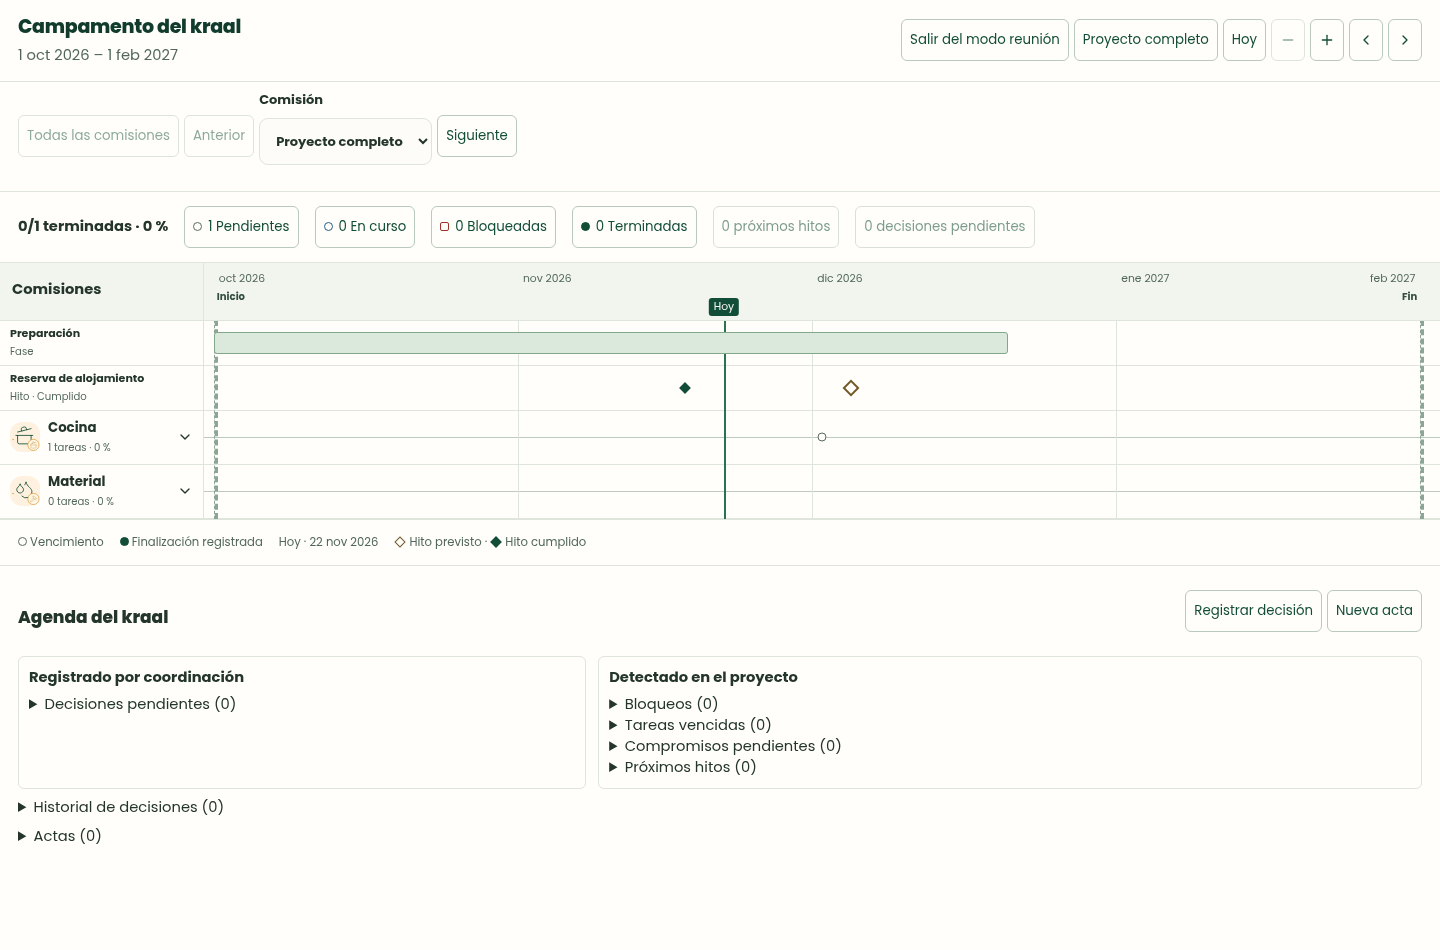 Campamento del kraal
1 oct 2026 – 1 feb 2027
Salir del modo reunión
Proyecto completo
Hoy
Todas las comisiones
Anterior
Comisión
Proyecto completo
Siguiente
0/1 terminadas · 0 %
1 Pendientes
0 En curso
0 Bloqueadas
0 Terminadas
0 próximos hitos
0 decisiones pendientes
Comisiones
oct 2026
nov 2026
dic 2026
ene 2027
feb 2027
Inicio
Fin
Hoy
Preparación
Fase
Reserva de alojamiento
Hito · Cumplido
Cocina
1 tareas · 0 %
Material
0 tareas · 0 %
Vencimiento
Finalización registrada
Hoy · 22 nov 2026
Hito previsto ·
Hito cumplido
Agenda del kraal
Registrar decisión
Nueva acta
Registrado por coordinación
Decisiones pendientes (0)
Detectado en el proyecto
Bloqueos (0)
Tareas vencidas (0)
Compromisos pendientes (0)
Próximos hitos (0)
Historial de decisiones (0)
Actas (0)